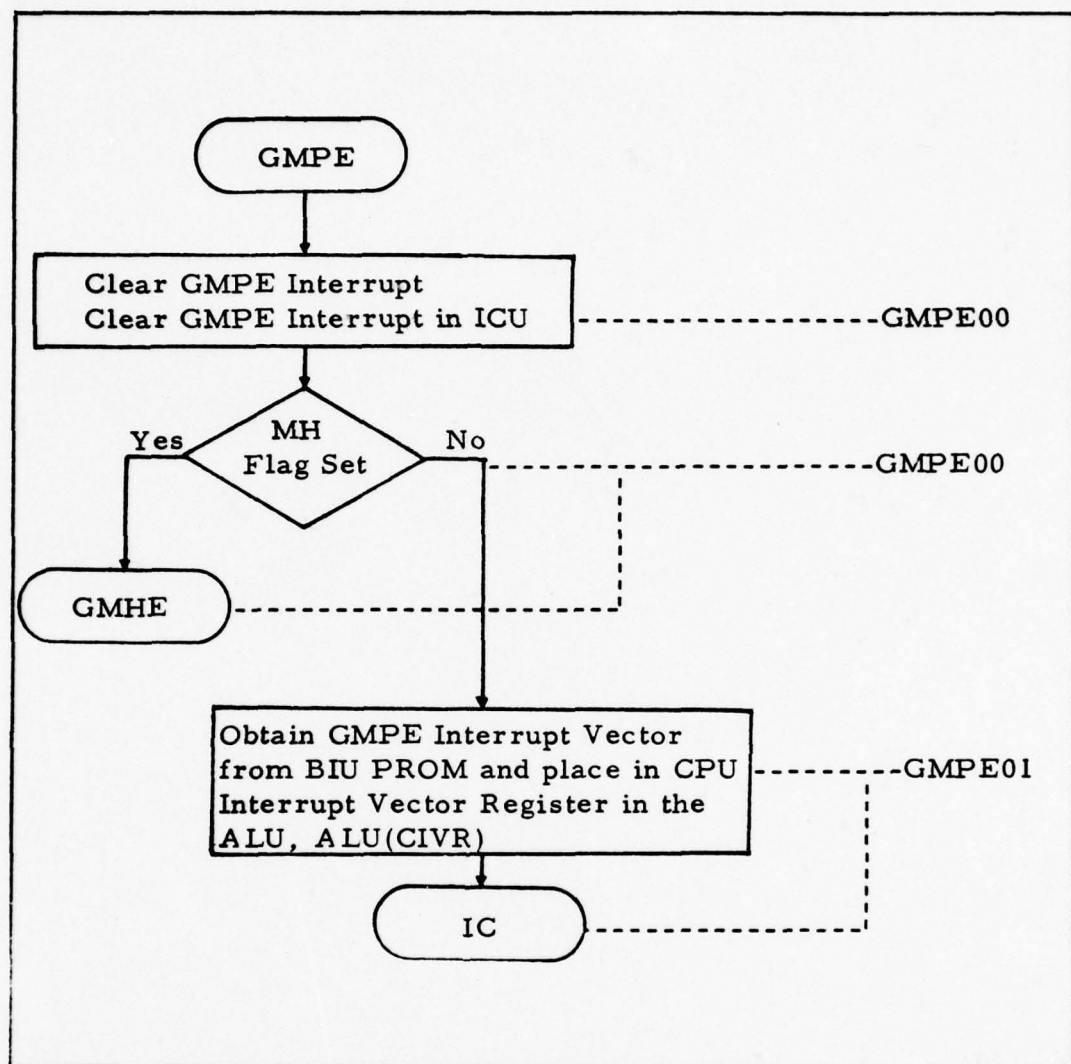 GMPE
Clear GMPE Interrupt
Clear GMPE Interrupt in ICU
GMPE00
MH
Flag Set
Yes
No
GMPE00
GMHE
Obtain GMPE Interrupt Vector
from BIU PROM and place in CPU
Interrupt Vector Register in the
ALU, ALU(CIVR)
GMPE01
IC